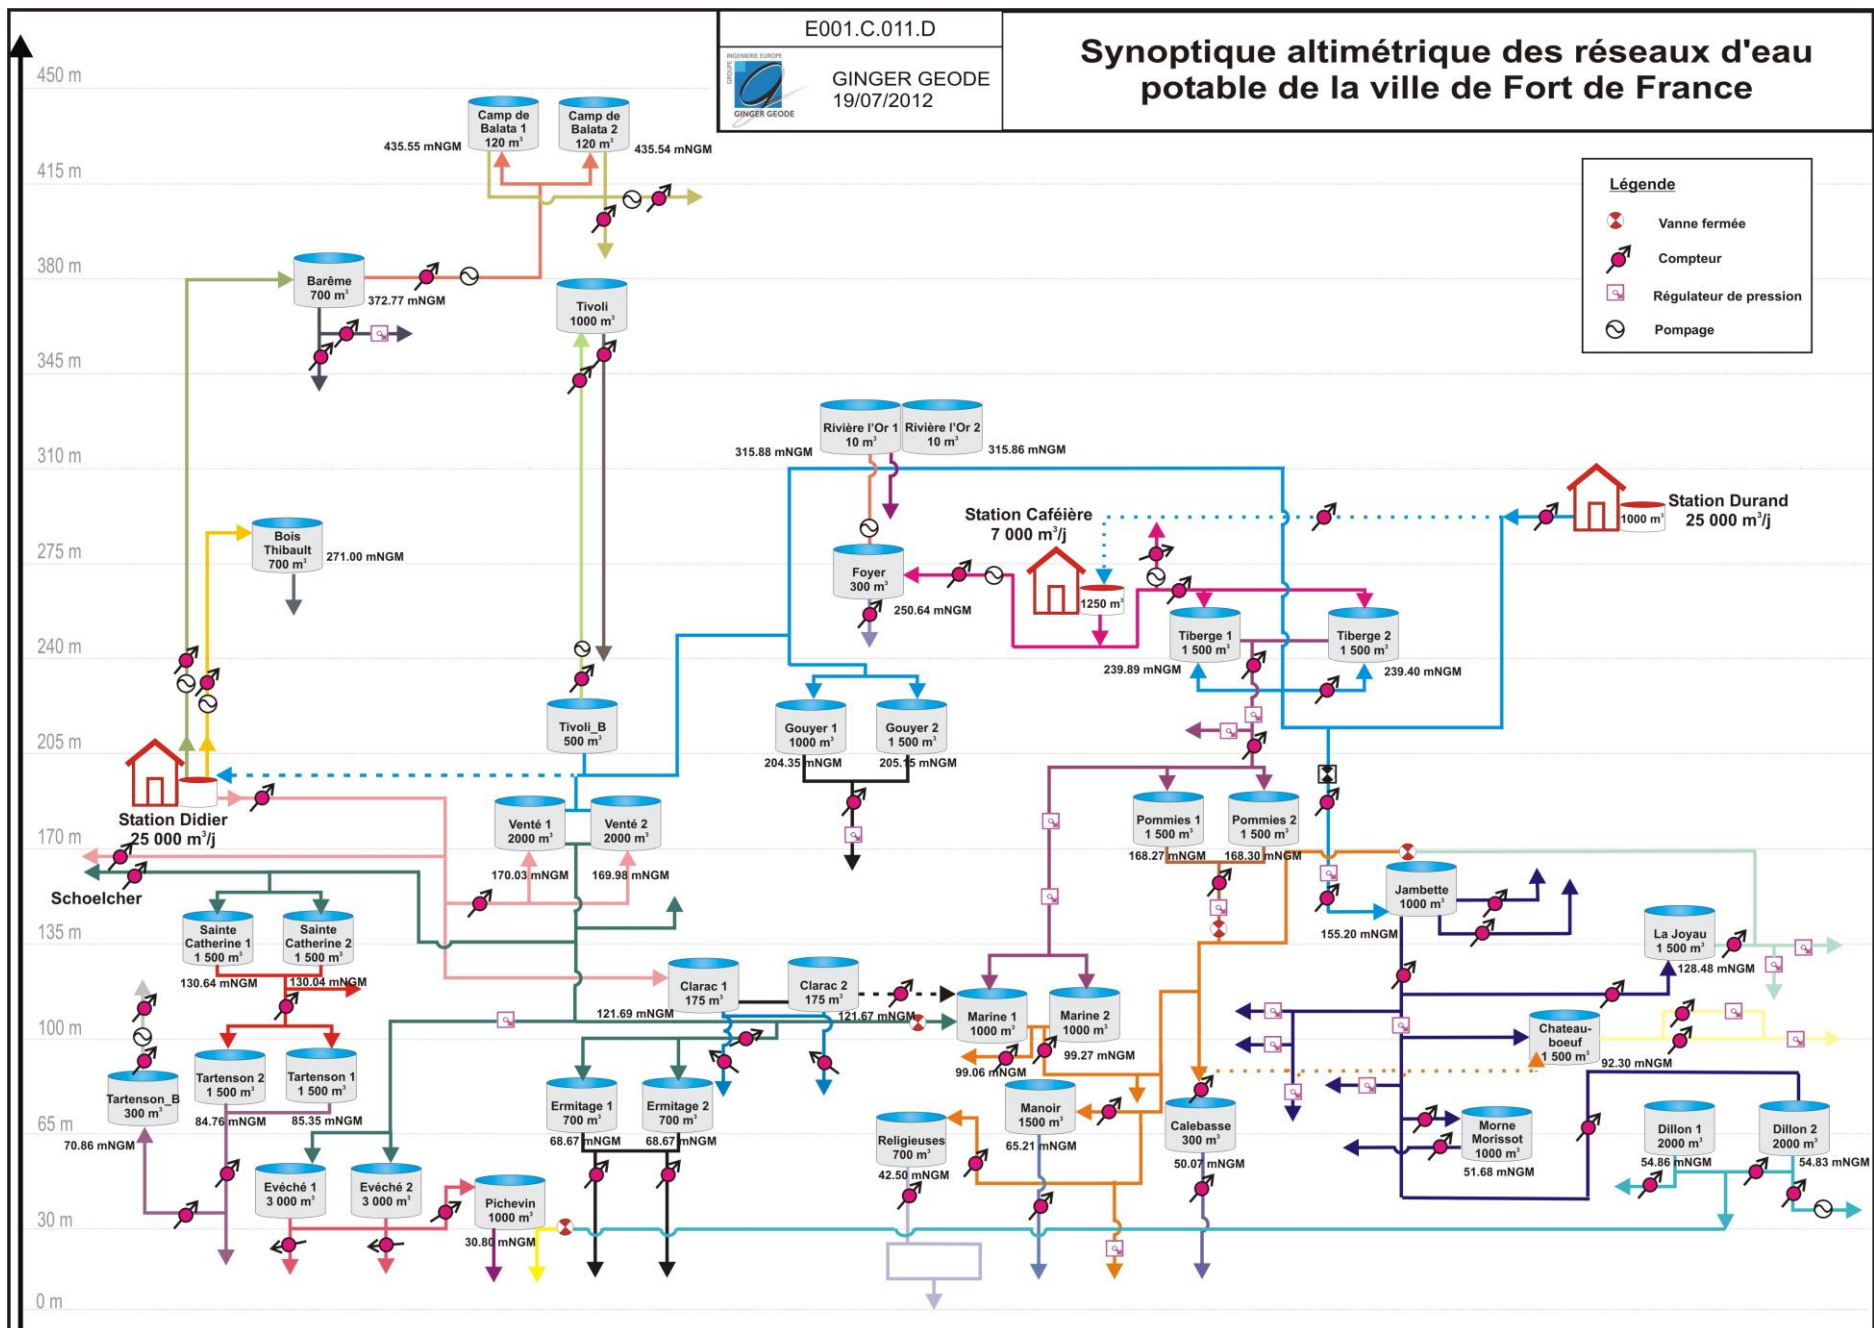 E001.C.011.D
INGENIERIE EUROPE
GROUPE
GINGER GEODE
GINGER GEODE
19/07/2012
Synoptique altimétrique des réseaux d'eau
potable de la ville de Fort de France
450 m
415 m
380 m
345 m
310 m
275 m
240 m
205 m
170 m
135 m
100 m
65 m
30 m
0 m
Légende
Vanne fermée
Compteur
Régulateur de pression
Pompage
Camp de
Balata 1
120 m³
435.55 mNGM
Camp de
Balata 2
120 m³
435.54 mNGM
Barême
700 m³
372.77 mNGM
Tivoli
1000 m³
Rivière l'Or 1
10 m³
315.88 mNGM
Rivière l'Or 2
10 m³
315.86 mNGM
Station Durand
25 000 m³/j
1000 m³
Station Caféière
7 000 m³/j
1250 m³
Bois
Thibault
700 m³
271.00 mNGM
Foyer
300 m³
250.64 mNGM
Tiberge 1
1 500 m³
239.89 mNGM
Tiberge 2
1 500 m³
239.40 mNGM
Tivoli_B
500 m³
Gouyer 1
1000 m³
204.35 mNGM
Gouyer 2
1 500 m³
205.15 mNGM
Station Didier
25 000 m³/j
Venté 1
2000 m³
170.03 mNGM
Venté 2
2000 m³
169.98 mNGM
Pommies 1
1 500 m³
168.27 mNGM
Pommies 2
1 500 m³
168.30 mNGM
Schoelcher
Jambette
1000 m³
155.20 mNGM
Sainte
Catherine 1
1 500 m³
130.64 mNGM
Sainte
Catherine 2
1 500 m³
130.04 mNGM
La Joyau
1 500 m³
128.48 mNGM
Clarac 1
175 m³
121.69 mNGM
Clarac 2
175 m³
121.67 mNGM
Marine 1
1000 m³
99.06 mNGM
Marine 2
1000 m³
99.27 mNGM
Chateau-
boeuf
1 500 m³
92.30 mNGM
Tartenson_B
300 m³
70.86 mNGM
Tartenson 2
1 500 m³
84.76 mNGM
Tartenson 1
1 500 m³
85.35 mNGM
Ermitage 1
700 m³
68.67 mNGM
Ermitage 2
700 m³
68.67 mNGM
Manoir
1500 m³
65.21 mNGM
Religieuses
700 m³
42.50 mNGM
Calebasse
300 m³
50.07 mNGM
Morne
Morissot
1000 m³
51.68 mNGM
Dillon 1
2000 m³
54.86 mNGM
Dillon 2
2000 m³
54.83 mNGM
Evéché 1
3 000 m³
Evéché 2
3 000 m³
Pichevin
1000 m³
30.80 mNGM